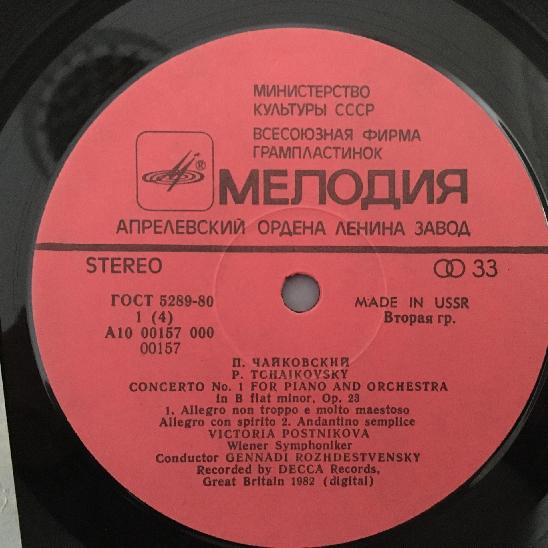 МИНИСТЕРСТВО
КУЛЬТУРЫ СССР
ВСЕСОЮЗНАЯ ФИРМА
ГРАМПЛАСТИНОК
®
МЕЛОДИЯ
АПРЕЛЕВСКИЙ ОРДЕНА ЛЕНИНА ЗАВОД
STEREO
33
ГОСТ 5289-80
MADE IN USSR
1 (4)
Вторая гр.
А10 00157 000
00157
П. ЧАЙКОВСКИЙ
P. TCHAIKOVSKY
CONCERTO No. 1 FOR PIANO AND ORCHESTRA
in B flat minor, Op. 23
1. Allegro non troppo e molto maestoso
Allegro con spirito 2. Andantino semplice
VICTORIA POSTNIKOVA
Wiener Symphoniker
Conductor GENNADI ROZHDESTVENSKY
Recorded by DECCA Records,
Great Britain 1982 (digital)